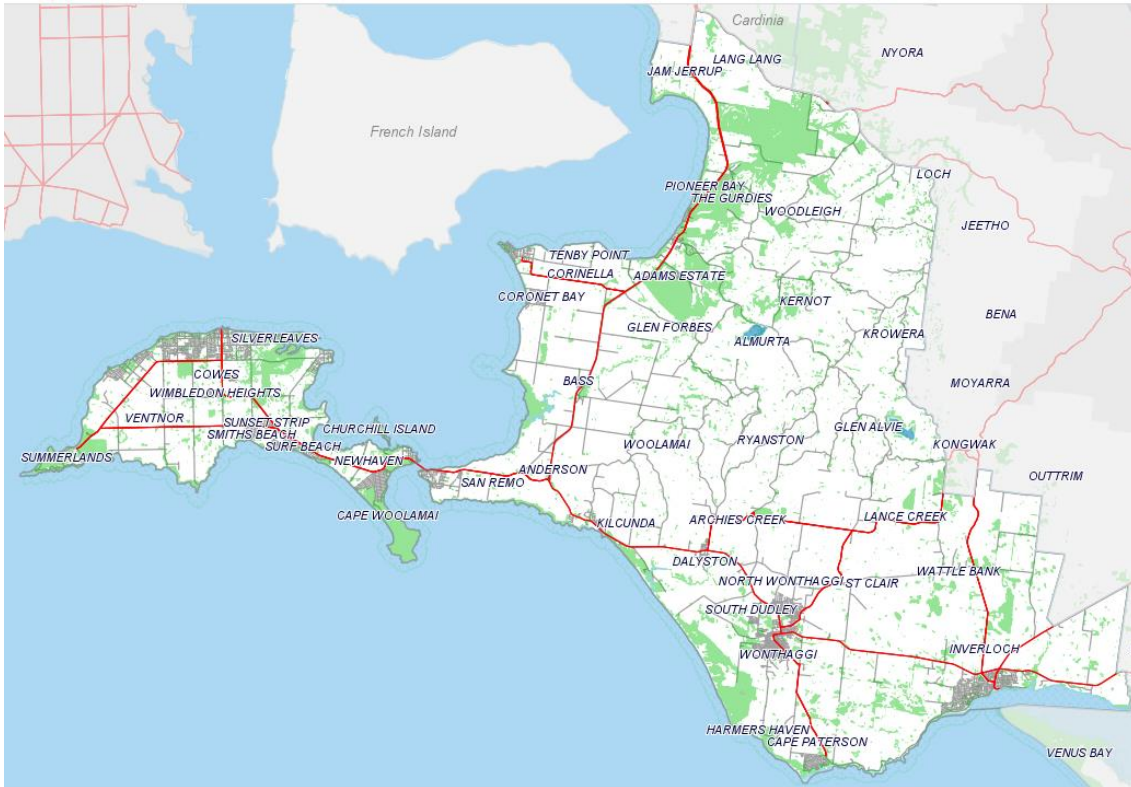 Cardinia
NYORA
LANG LANG
JAM JERRUP
French Island
LOCH
PIONEER BAY
THE GURDIES
WOODLEIGH
JEETHO
TENBY POINT
CORINELLA
ADAMS ESTATE
CORONET BAY
KERNOT
BENA
GLEN FORBES
KROWERA
ALMURTA
SILVERLEAVES
COWES
BASS
MOYARRA
WIMBLEDON HEIGHTS
VENTNOR
SUNSET STRIP
SMITHS BEACH
SURF BEACH
CHURCHILL ISLAND
GLEN ALVIE
WOOLAMAI
RYANSTON
KONGWAK
SUMMERLANDS
NEWHAVEN
ANDERSON
SAN REMO
OUTTRIM
CAPE WOOLAMAI
KILCUNDA
ARCHIES CREEK
LANCE CREEK
DALYSTON
WATTLE BANK
NORTH WONTHAGGI
ST CLAIR
SOUTH DUDLEY
WONTHAGGI
INVERLOCH
HARMERS HAVEN
CAPE PATERSON
VENUS BAY